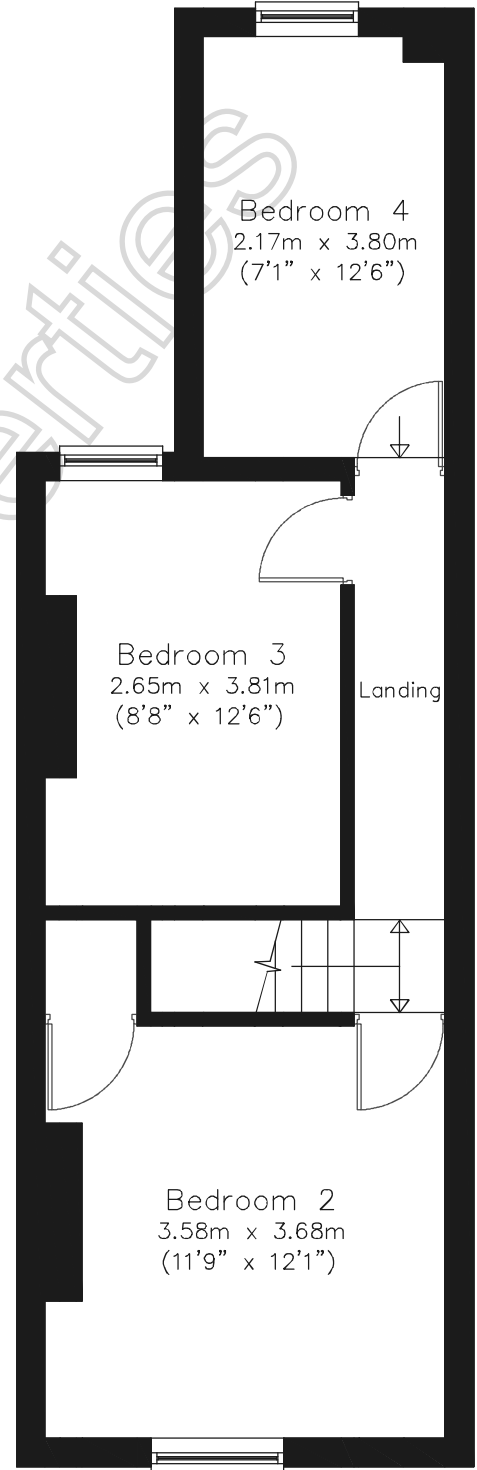 Bedroom 4
2.17m x 3.80m
(7'1" x 12'6")
Bedroom 3
2.65m x 3.81m
(8'8" x 12'6")
Landing
Bedroom 2
3.58m x 3.68m
(11'9" x 12'1")
erties